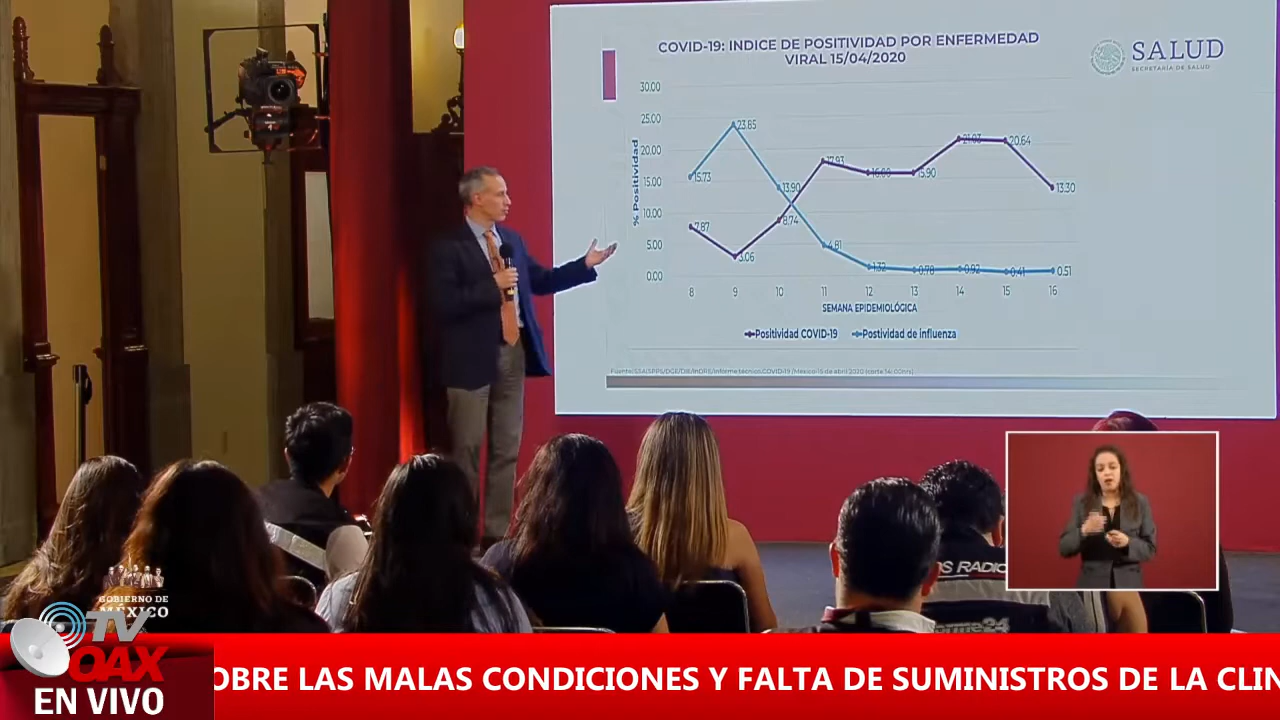 COVID-19: INDICE DE POSITIVIDAD POR ENFERMEDAD
VIRAL 15/04/2020
SALUD
SECRETARÍA DE SALUD
% Positividad
30.00
25.00
20.00
15.00
10.00
5.00
0.00
23.85
15.73
13.90
4.81
1.32
0.78
0.92
0.41
0.51
7.87
3.06
8.74
17.93
16.00
15.90
21.03
20.64
13.30
8 9 10 11 12 13 14 15 16
SEMANA EPIDEMIOLÓGICA
Positividad COVID-19 Postividad de influenza
OS RADIO
GOBIERNO DE
MÉXICO
TV
OAX
EN VIVO
OBRE LAS MALAS CONDICIONES Y FALTA DE SUMINISTROS DE LA CLIN